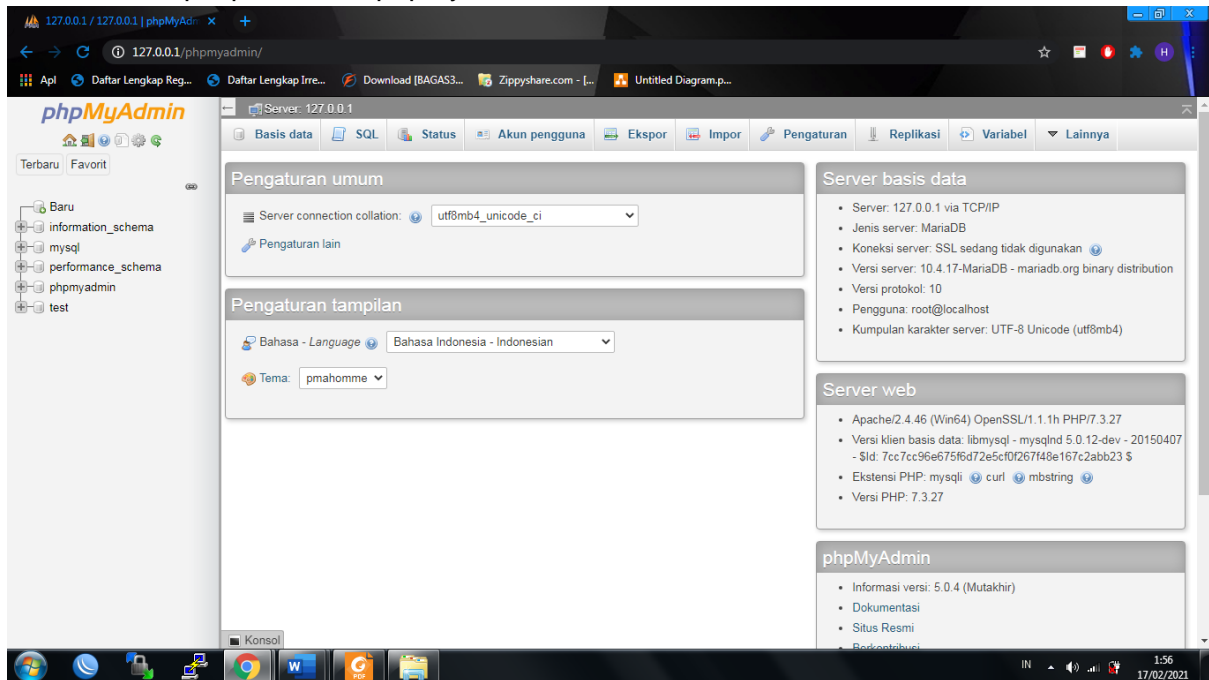 127.0.0.1 / 127.0.0.1 | phpMyAdn
127.0.0.1/phpmyadmin/
H
Apl
Daftar Lengkap Reg...
Daftar Lengkap Irre...
Download [BAGAS3...
Zippyshare.com - [...
Untitled Diagram.p...
phpMyAdmin
Terbaru
Favorit
Baru
information_schema
mysql
performance_schema
phpmyadmin
test
Server: 127.0.0.1
Basis data
SQL
Status
Akun pengguna
Ekspor
Impor
Pengaturan
Replikasi
Variabel
Lainnya
Pengaturan umum
Server connection collation:
utf8mb4_unicode_ci
Pengaturan lain
Pengaturan tampilan
Bahasa - Language
Bahasa Indonesia - Indonesian
Tema:
pmahomme
Server basis data
Server: 127.0.0.1 via TCP/IP
Jenis server: MariaDB
Koneksi server: SSL sedang tidak digunakan
Versi server: 10.4.17-MariaDB - mariadb.org binary distribution
Versi protokol: 10
Pengguna: root@localhost
Kumpulan karakter server: UTF-8 Unicode (utf8mb4)
Server web
Apache/2.4.46 (Win64) OpenSSL/1.1.1h PHP/7.3.27
Versi klien basis data: libmysql - mysqlnd 5.0.12-dev - 20150407
- $Id: 7cc7cc96e675f6d72e5cf0f267f48e167c2abb23 $
Ekstensi PHP: mysqli curl mbstring
Versi PHP: 7.3.27
phpMyAdmin
Informasi versi: 5.0.4 (Mutakhir)
Dokumentasi
Situs Resmi
Berkontribusi
Konsol
W
PDF
IN
1:56
17/02/2021